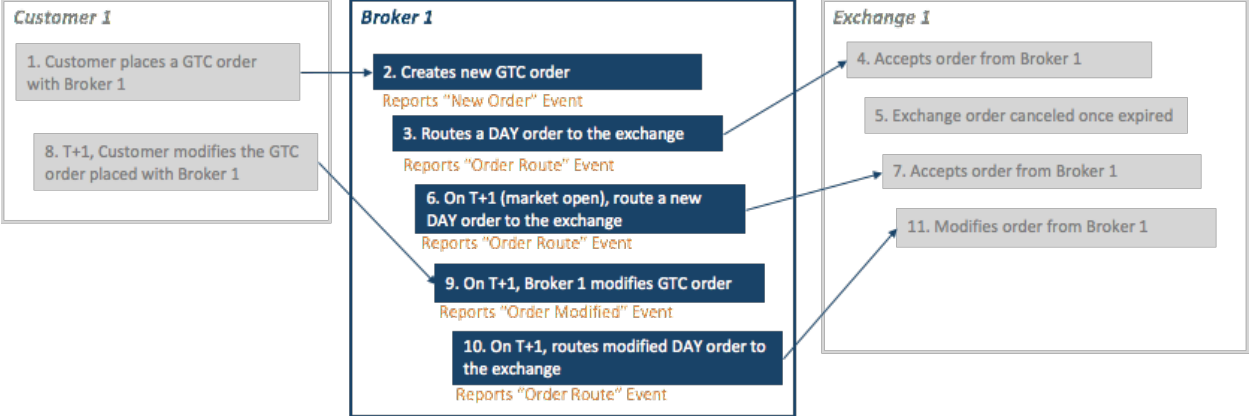 Customer 1
1. Customer places a GTC order
with Broker 1
8. T+1, Customer modifies the GTC
order placed with Broker 1
Broker 1
2. Creates new GTC order
Reports "New Order" Event
3. Routes a DAY order to the exchange
Reports "Order Route" Event
6. On T+1 (market open), route a new
DAY order to the exchange
Reports "Order Route" Event
9. On T+1, Broker 1 modifies GTC order
Reports "Order Modified" Event
10. On T+1, routes modified DAY order to
the exchange
Reports "Order Route" Event
Exchange 1
4. Accepts order from Broker 1
5. Exchange order canceled once expired
7. Accepts order from Broker 1
11. Modifies order from Broker 1